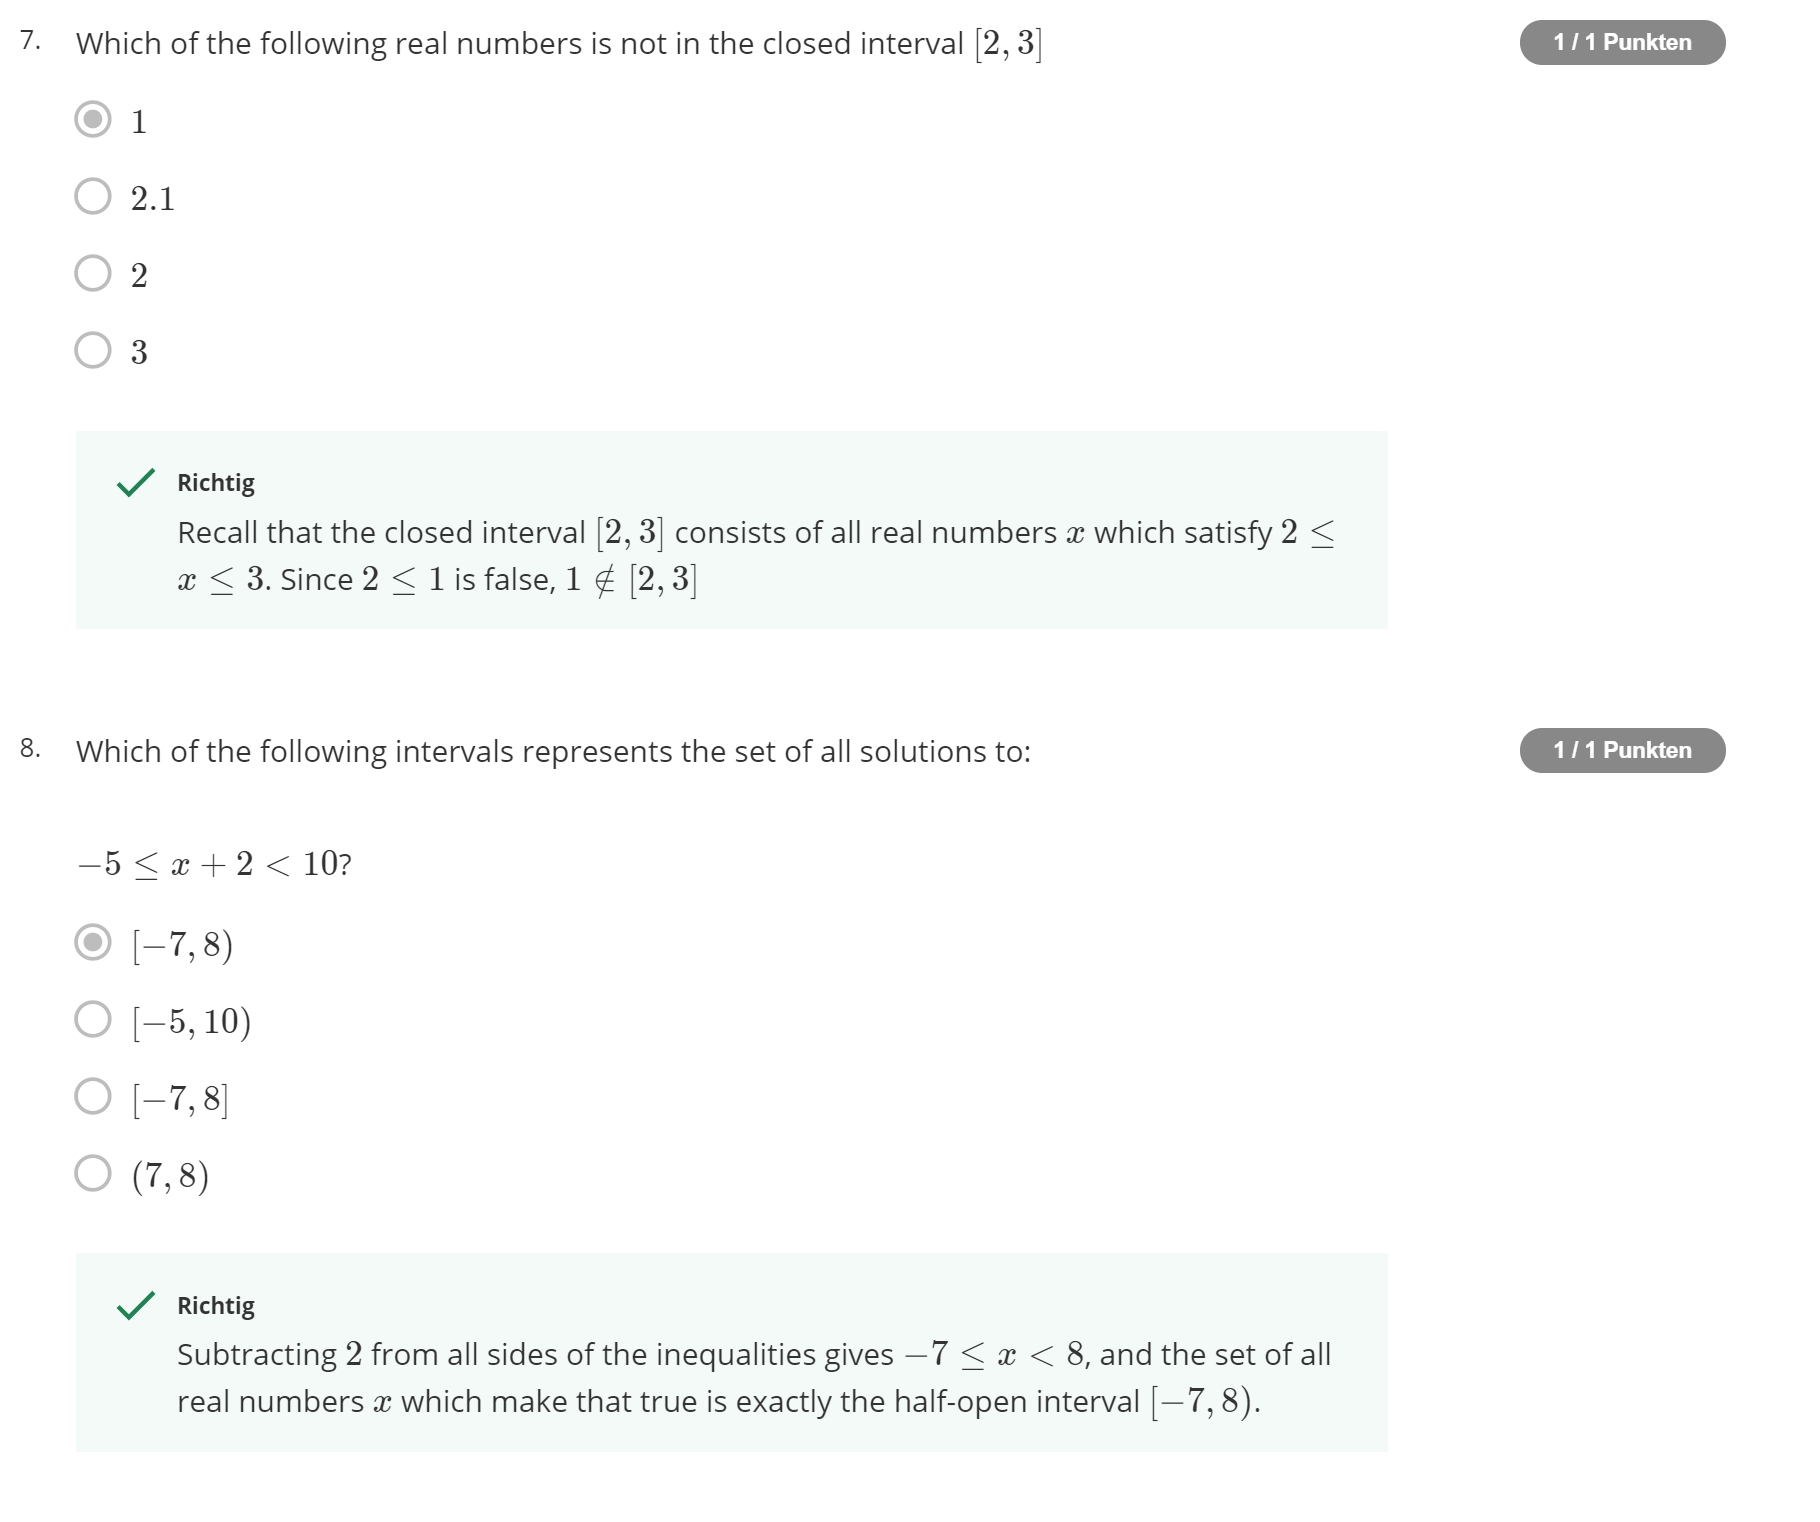 7. Which of the following real numbers is not in the closed interval [2, 3]
1 / 1 Punkten
1
2.1
2
3
Richtig
Recall that the closed interval [2, 3] consists of all real numbers x which satisfy 2 ≤
x ≤ 3. Since 2 ≤ 1 is false, 1 ∉ [2, 3]
8. Which of the following intervals represents the set of all solutions to:
1 / 1 Punkten
−5 ≤ x + 2 < 10?
[−7, 8)
[−5, 10)
[−7, 8]
(7, 8)
Richtig
Subtracting 2 from all sides of the inequalities gives −7 ≤ x < 8, and the set of all
real numbers x which make that true is exactly the half-open interval [−7, 8).